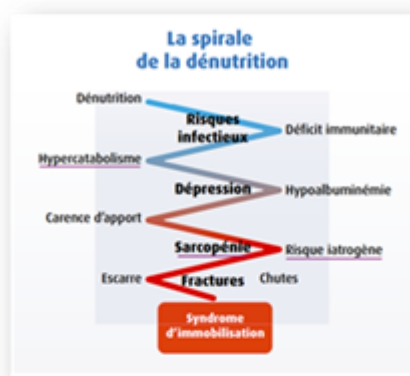 La spirale
de la dénutrition
Dénutrition
Risques
infectieux
Déficit immunitaire
Hypercatabolisme
Dépression
Hypoalbuminémie
Carence d'apport
Sarcopénie
Risque iatrogène
Escarre
Fractures
Chutes
Syndrome
d'immobilisation